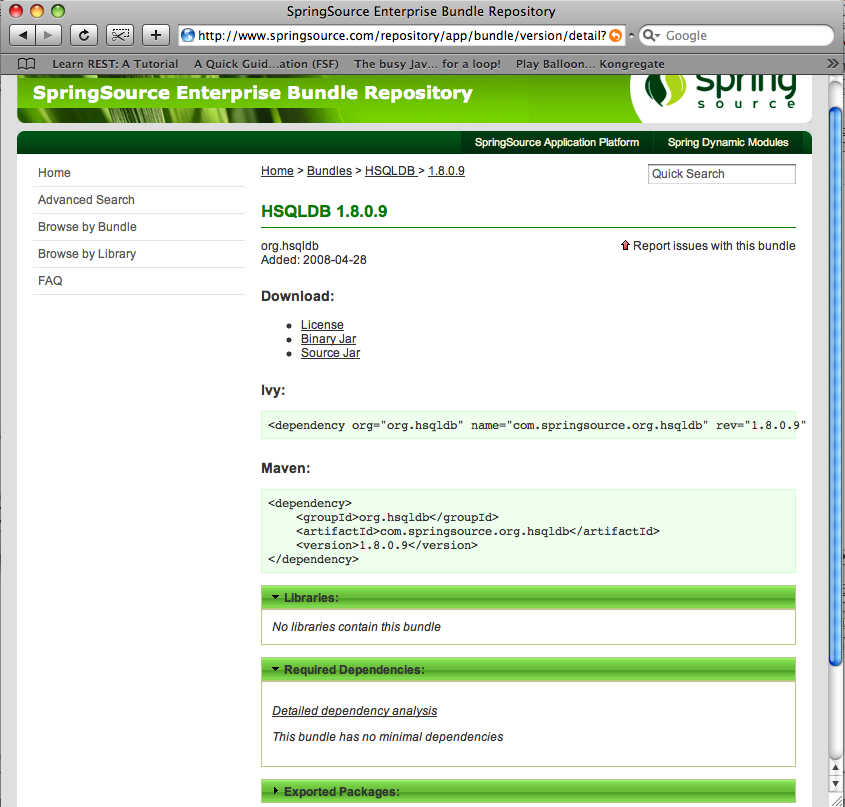 SpringSource Enterprise Bundle Repository
http://www.springsource.com/repository/app/bundle/version/detail?
Google
Learn REST: A Tutorial
A Quick Guid...ation (FSF)
The busy Jav... for a loop!
Play Balloon... Kongregate
SpringSource Enterprise Bundle Repository
spring
source
SpringSource Application Platform
Spring Dynamic Modules
Home
Advanced Search
Browse by Bundle
Browse by Library
FAQ
Home > Bundles > HSQLDB > 1.8.0.9
Quick Search
HSQLDB 1.8.0.9
org.hsqldb
Report issues with this bundle
Added: 2008-04-28
Download:
License
Binary Jar
Source Jar
Ivy:
<dependency org="org.hsqldb" name="com.springsource.org.hsqldb" rev="1.8.0.9"
Maven:
<dependency>
<groupId>org.hsqldb</groupId>
<artifactId>com.springsource.org.hsqldb</artifactId>
<version>1.8.0.9</version>
</dependency>
Libraries:
No libraries contain this bundle
Required Dependencies:
Detailed dependency analysis
This bundle has no minimal dependencies
Exported Packages: